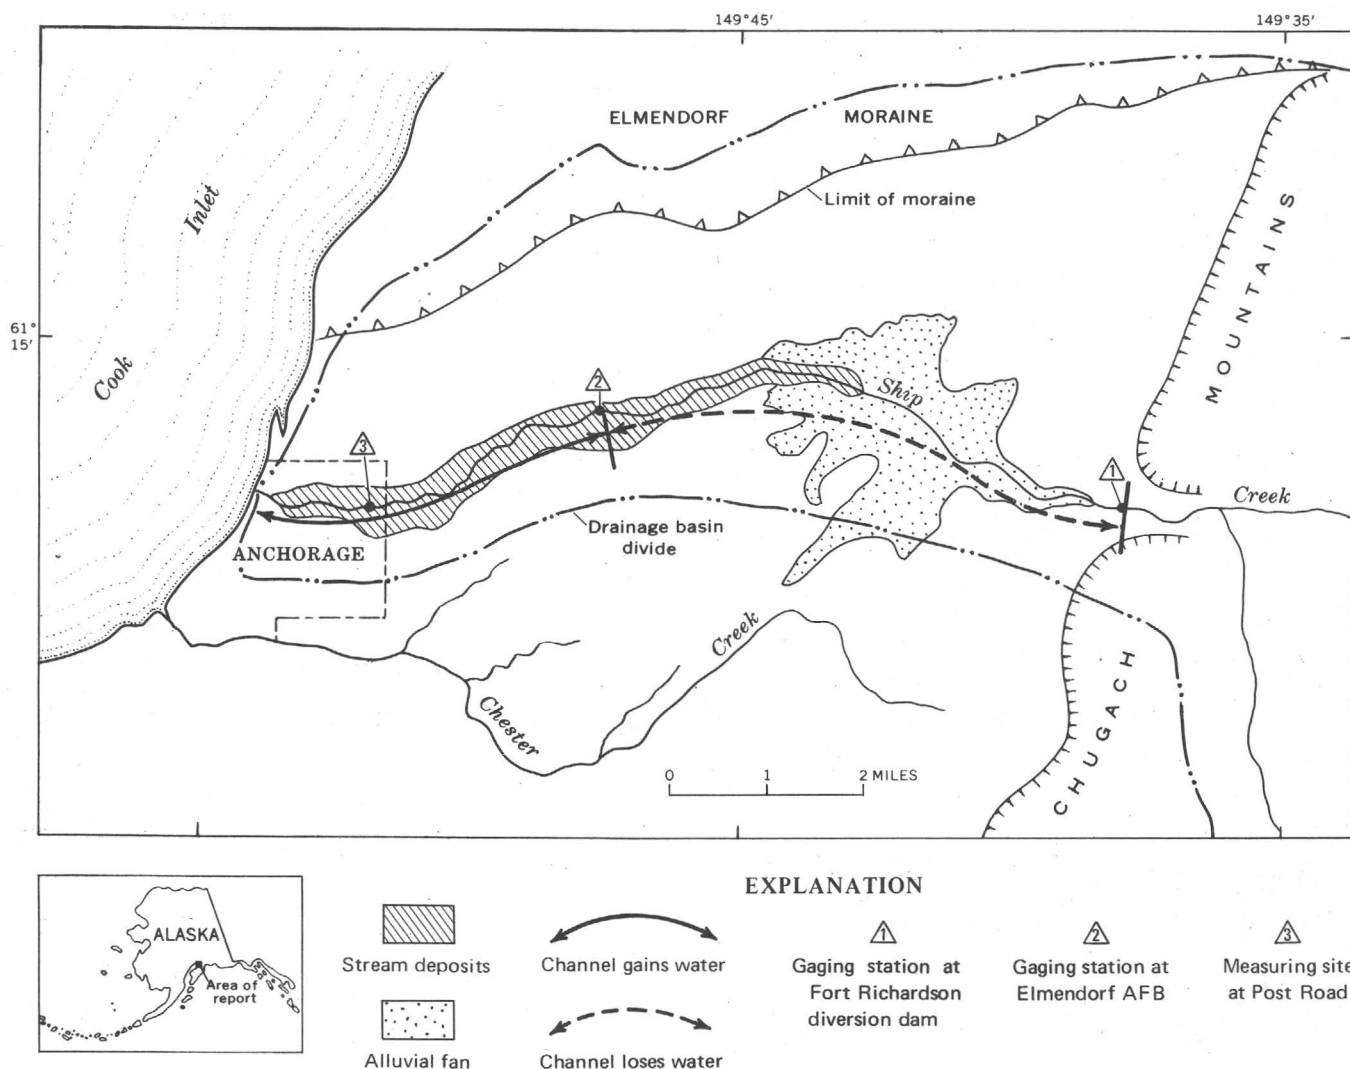 149°45′
149°35′
ELMENDORF MORAINE
Limit of moraine
Cook Inlet
61°
15′
MOUNTAINS
2
Ship
3
1
Creek
Drainage basin
divide
ANCHORAGE
Creek
Chester
CHUGACH
0 1 2 MILES
EXPLANATION
ALASKA
Area of
report
Stream deposits
Alluvial fan
Channel gains water
Channel loses water
1
Gaging station at
Fort Richardson
diversion dam
2
Gaging station at
Elmendorf AFB
3
Measuring site
at Post Road